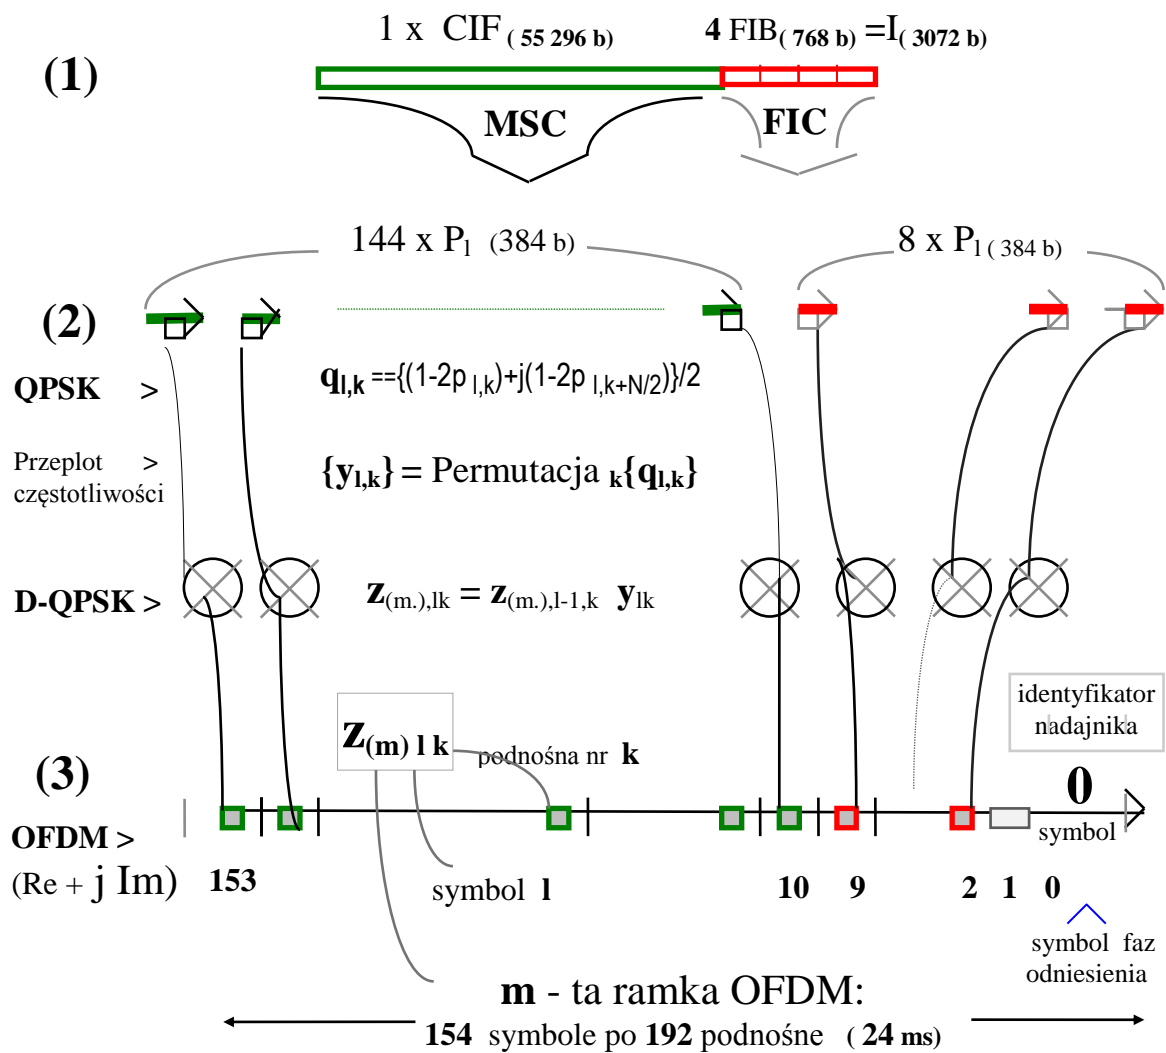 1 x CIF ( 55 296 b) 4 FIB( 768 b) =I( 3072 b)
(1)
MSC FIC
144 x Pl (384 b) 8 x Pl ( 384 b)
(2)
QPSK > ql,k =={(1-2p l,k)+j(1-2p l,k+N/2)}/2
Przeplot >
częstotliwości
{yl,k} = Permutacja k{ql,k}
D-QPSK > z(m.),lk = z(m.),l-1,k ylk
identyfikator
nadajnika
z(m) l k
podnośna nr k
(3)
0
OFDM > symbol
(Re + j Im) 153 symbol l 10 9 2 1 0
symbol faz
odniesienia
m - ta ramka OFDM:
154 symbole po 192 podnośne ( 24 ms)